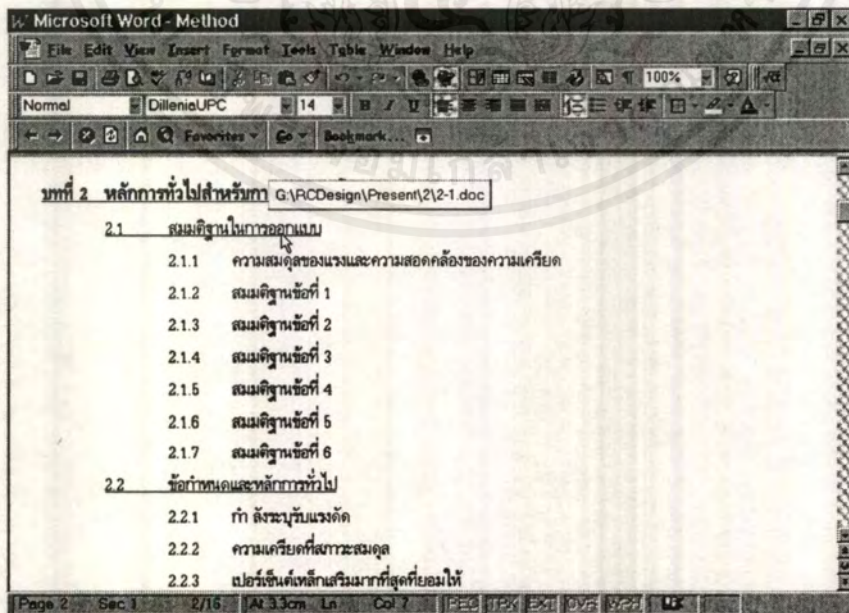 Microsoft Word - Method
File Edit View Insert Format Tools Table Window Help
100%
Normal DilleniaUPC 14 B I U
Favorites Go Bookmark...
บทที่ 2 หลักการทั่วไปสำหรับกา G:\RCDesign\Present\2\2-1.doc
2.1 สมมติฐานในการออกแบบ
2.1.1 ความสมดุลของแรงและความสอดคล้องของความเครียด
2.1.2 สมมติฐานข้อที่ 1
2.1.3 สมมติฐานข้อที่ 2
2.1.4 สมมติฐานข้อที่ 3
2.1.5 สมมติฐานข้อที่ 4
2.1.6 สมมติฐานข้อที่ 5
2.1.7 สมมติฐานข้อที่ 6
2.2 ข้อกำหนดและหลักการทั่วไป
2.2.1 กำ ลังระบุรับแรงดัด
2.2.2 ความเครียดที่สภาวะสมดุล
2.2.3 เปอร์เซ็นต์เหล็กเสริมมากที่สุดที่ยอมให้
Page 2 Sec 1 2/16 At 3.3cm Ln Col 7 REC TRK EXT OVR WPH